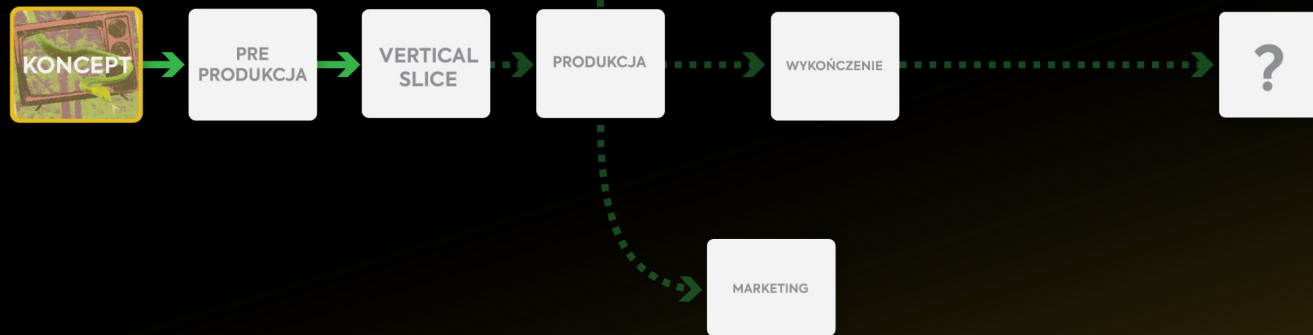 KONCEPT
PRE
PRODUKCJA
VERTICAL
SLICE
PRODUKCJA
WYKOŃCZENIE
?
MARKETING